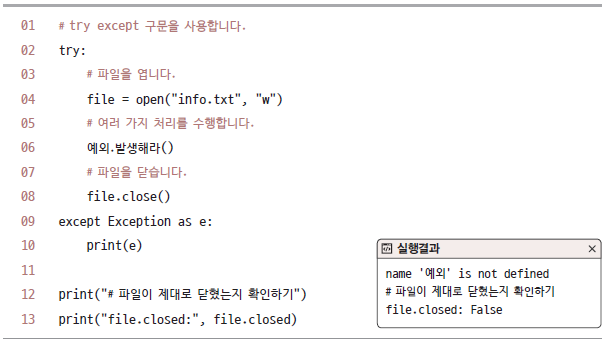 01 # try except 구문을 사용합니다.
02 try:
03 # 파일을 엽니다.
04 file = open("info.txt", "w")
05 # 여러 가지 처리를 수행합니다.
06 예외.발생해라()
07 # 파일을 닫습니다.
08 file.close()
09 except Exception as e:
10 print(e)
11
12 print("# 파일이 제대로 닫혔는지 확인하기")
13 print("file.closed:", file.closed)
실행결과
name '예외' is not defined
# 파일이 제대로 닫혔는지 확인하기
file.closed: False